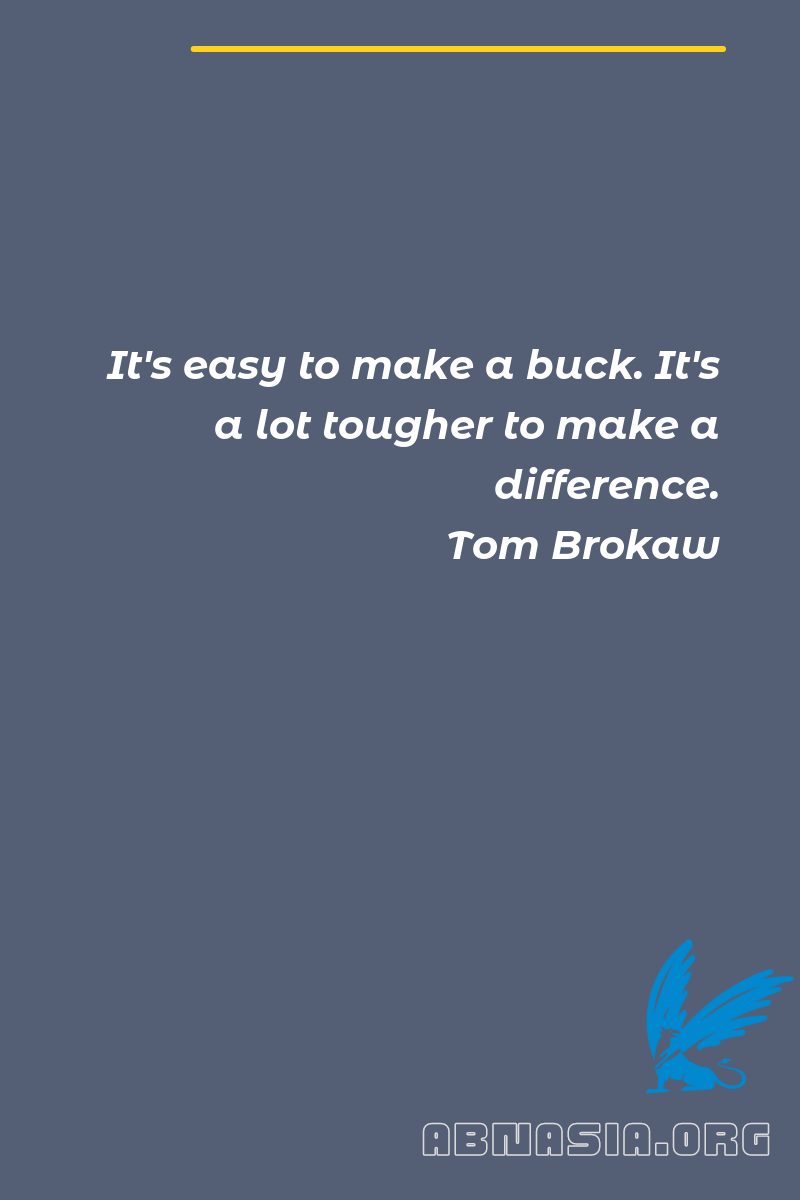 It's easy to make a buck. It's
a lot tougher to make a
difference.
Tom Brokaw
ABNASIA.ORG